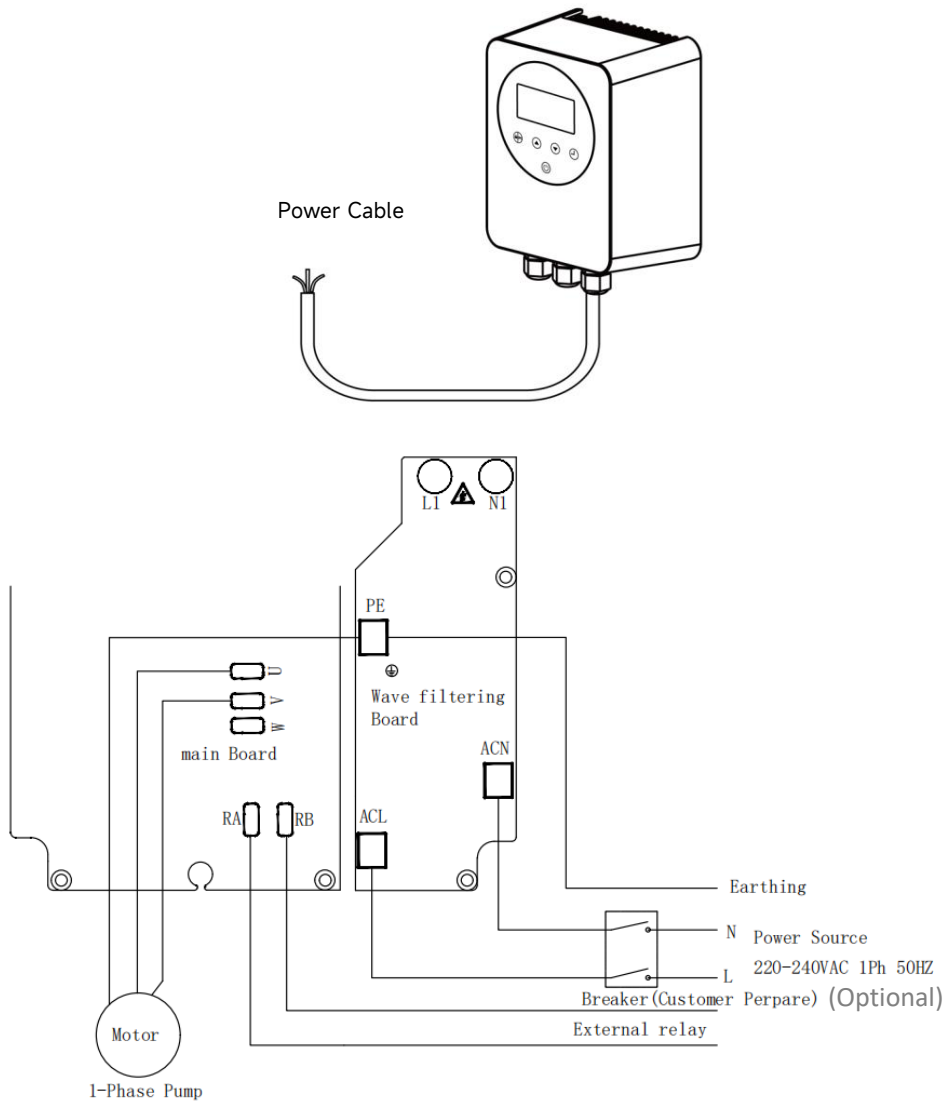 Power Cable
L1
N1
PE
Wave filtering
Board
U
V
W
main Board
ACN
RA
RB
ACL
Earthing
N
Power Source
L
220-240VAC 1Ph 50HZ
Breaker(Customer Perpare) (Optional)
External relay
Motor
1-Phase Pump